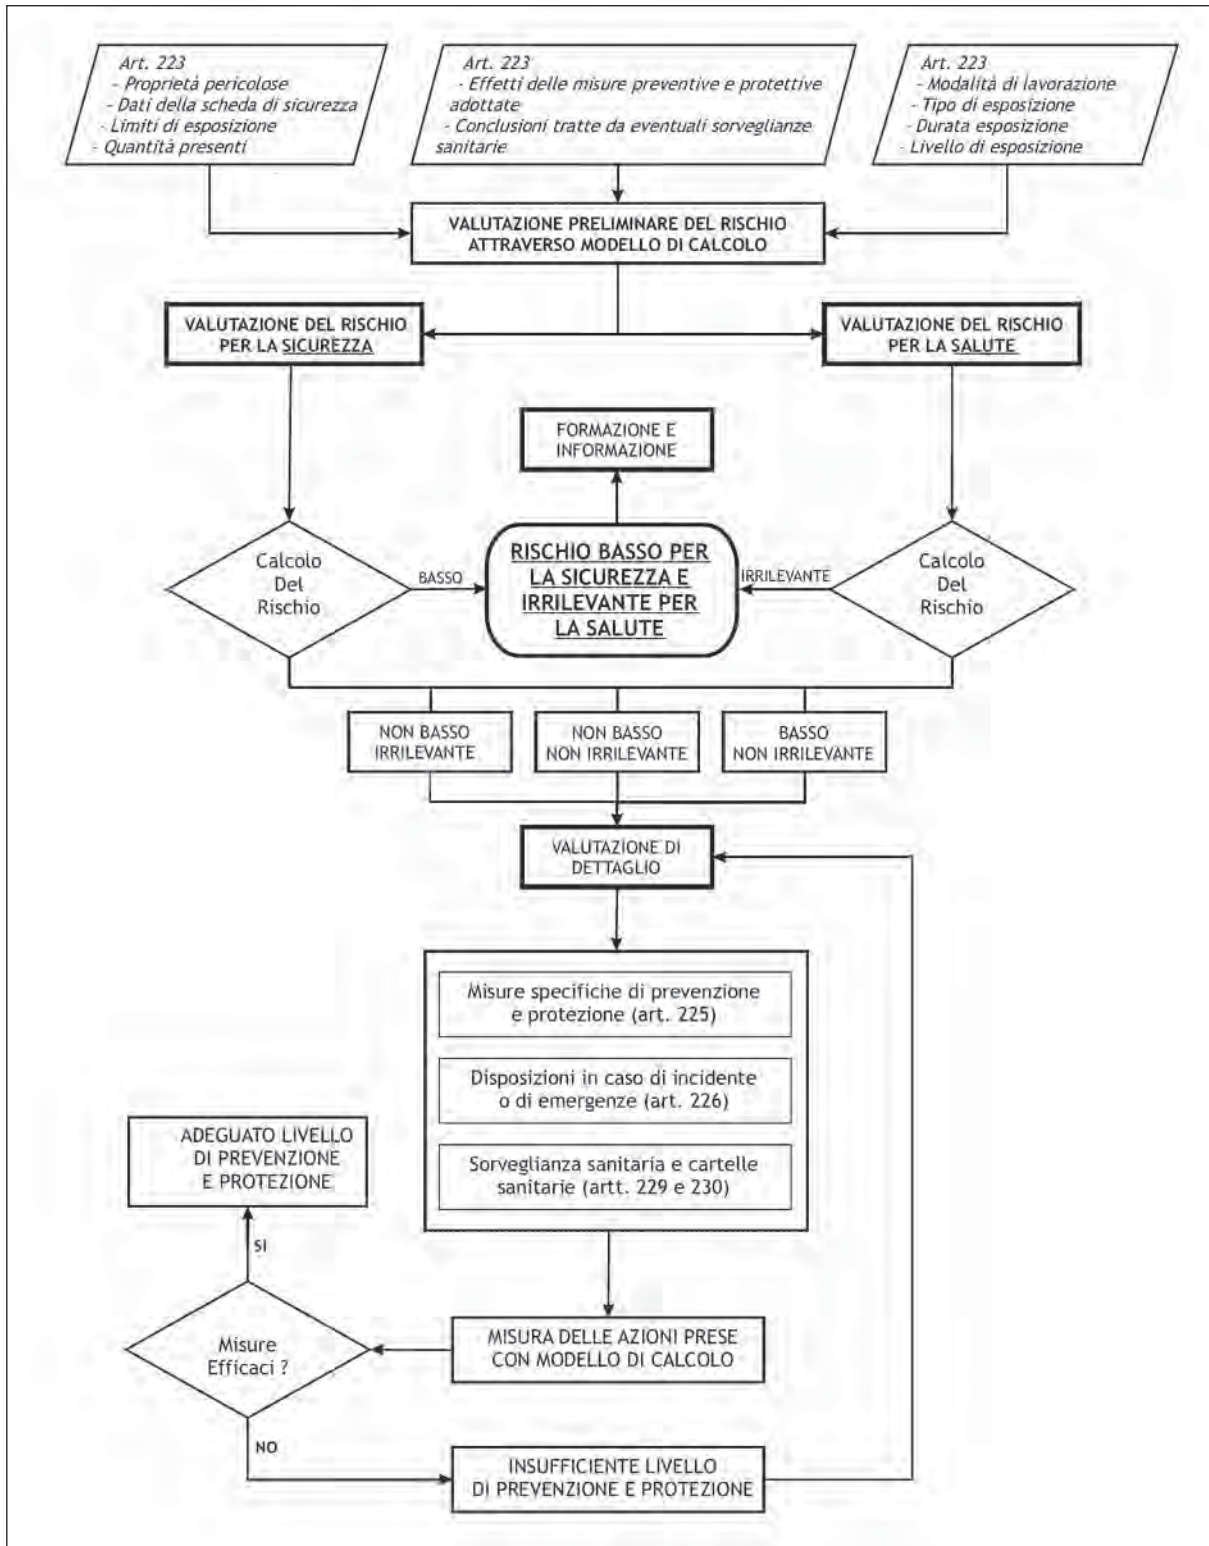 Art. 223
- Proprietà pericolose
- Dati della scheda di sicurezza
- Limiti di esposizione
- Quantità presenti
Art. 223
- Effetti delle misure preventive e protettive
adottate
- Conclusioni tratte da eventuali sorveglianze
sanitarie
Art. 223
- Modalità di lavorazione
- Tipo di esposizione
- Durata esposizione
- Livello di esposizione
VALUTAZIONE PRELIMINARE DEL RISCHIO
ATTRAVERSO MODELLO DI CALCOLO
VALUTAZIONE DEL RISCHIO
PER LA SICUREZZA
VALUTAZIONE DEL RISCHIO
PER LA SALUTE
FORMAZIONE E
INFORMAZIONE
Calcolo
Del
Rischio
BASSO
RISCHIO BASSO PER
LA SICUREZZA E
IRRILEVANTE PER
LA SALUTE
IRRILEVANTE
Calcolo
Del
Rischio
NON BASSO
IRRILEVANTE
NON BASSO
NON IRRILEVANTE
BASSO
NON IRRILEVANTE
VALUTAZIONE DI
DETTAGLIO
Misure specifiche di prevenzione
e protezione (art. 225)
Disposizioni in caso di incidente
o di emergenze (art. 226)
Sorveglianza sanitaria e cartelle
sanitarie (artt. 229 e 230)
ADEGUATO LIVELLO
DI PREVENZIONE
E PROTEZIONE
SI
Misure
Efficaci ?
MISURA DELLE AZIONI PRESE
CON MODELLO DI CALCOLO
NO
INSUFFICIENTE LIVELLO
DI PREVENZIONE E PROTEZIONE